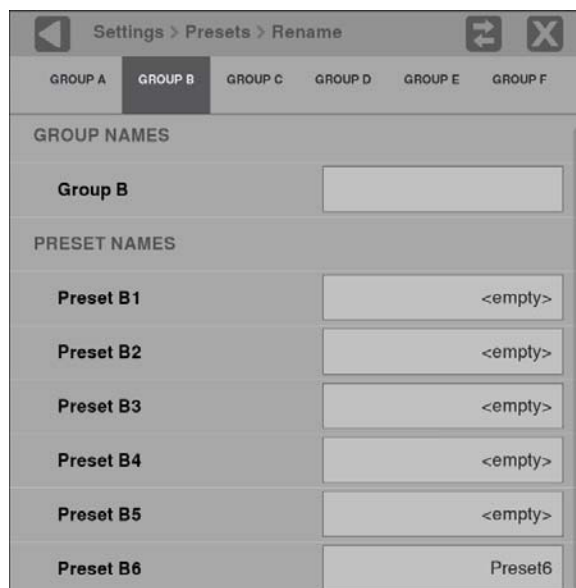 Settings > Presets > Rename
GROUP A GROUP B GROUP C GROUP D GROUP E GROUP F
GROUP NAMES
Group B
PRESET NAMES
Preset B1 <empty>
Preset B2 <empty>
Preset B3 <empty>
Preset B4 <empty>
Preset B5 <empty>
Preset B6 Preset6